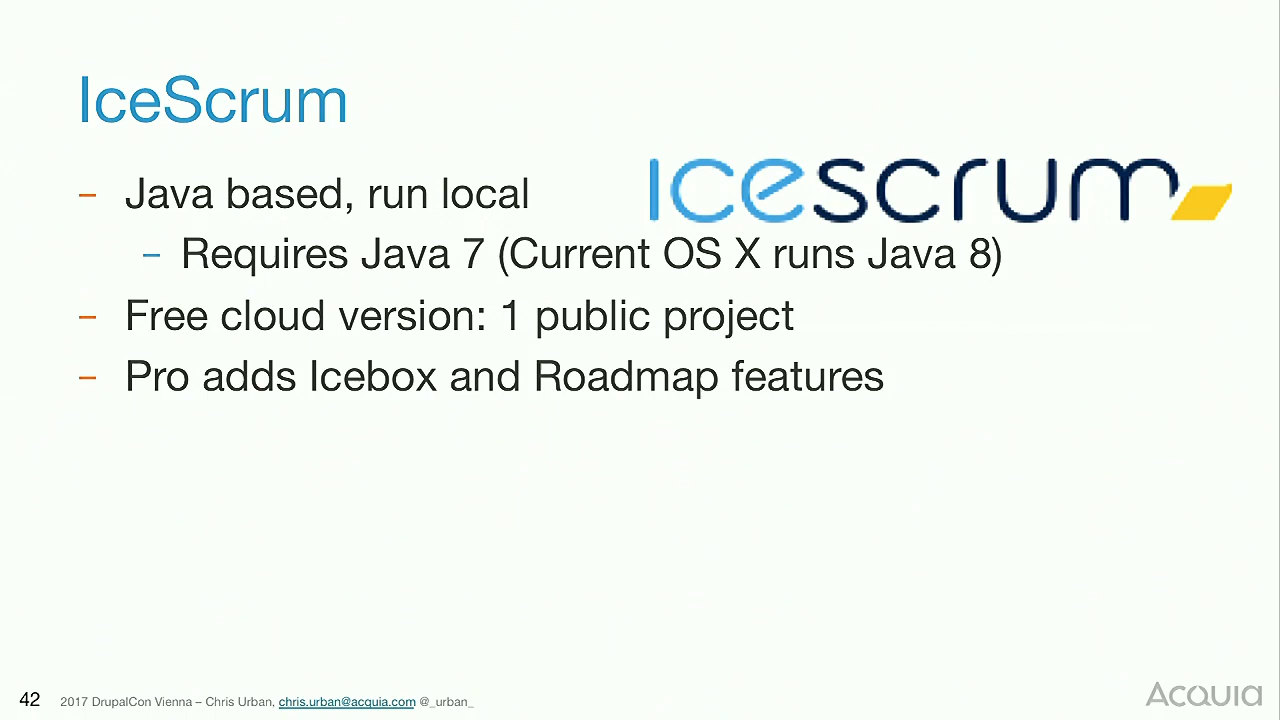 IceScrum
icescrum
– Java based, run local
– Requires Java 7 (Current OS X runs Java 8)
– Free cloud version: 1 public project
– Pro adds Icebox and Roadmap features
42 2017 DrupalCon Vienna – Chris Urban, chris.urban@acquia.com @_urban_
Acquia